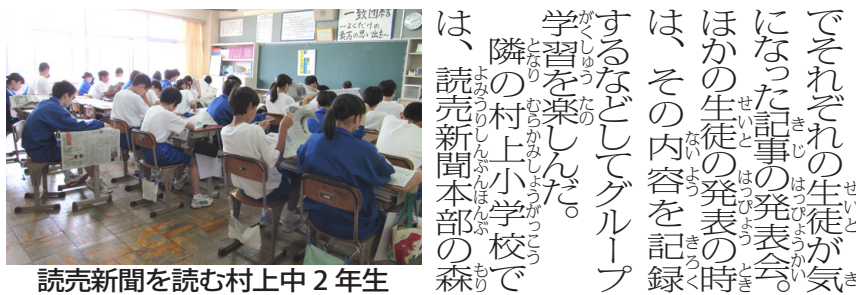 でそれぞれの生徒が気
になった記事の発表会。
ほかの生徒の発表の時
は、その内容を記録
するなどしてグループ
学習を楽しんだ。
隣の村上小学校で
は、読売新聞本部の森
一致団結
読売新聞を読む村上中2年生